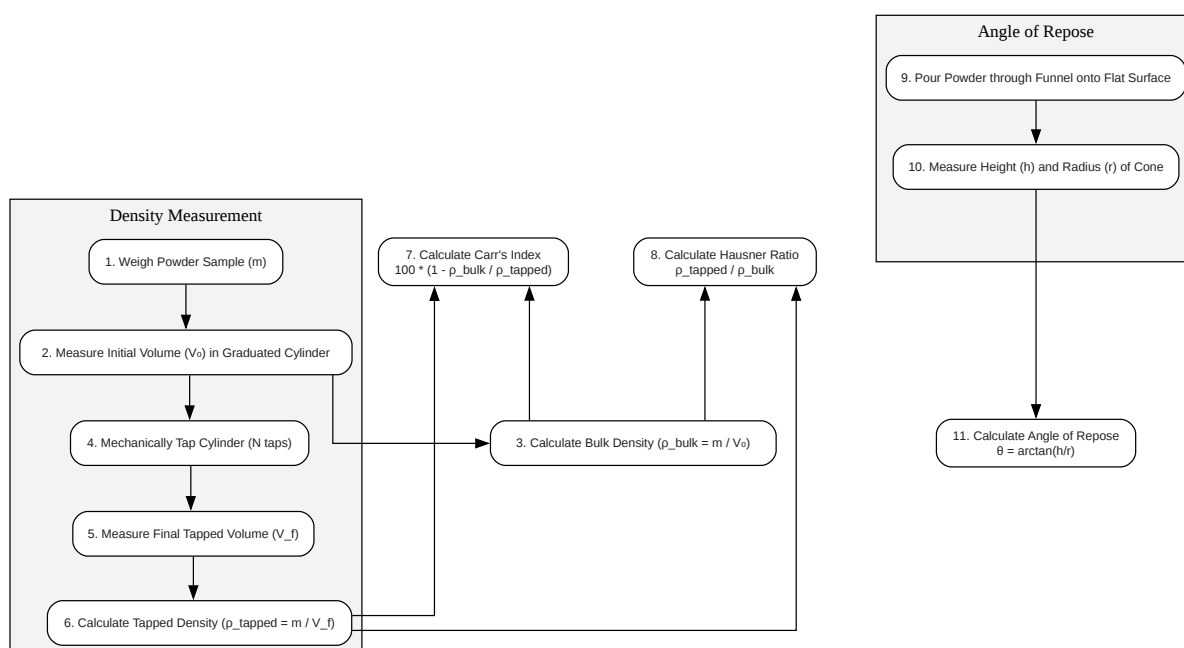 Angle of Repose
9. Pour Powder through Funnel onto Flat Surface
10. Measure Height (h) and Radius (r) of Cone
Density Measurement
1. Weigh Powder Sample (m)
7. Calculate Carr's Index
100 * (1 - ρ_bulk / ρ_tapped)
8. Calculate Hausner Ratio
ρ_tapped / ρ_bulk
2. Measure Initial Volume (V₀) in Graduated Cylinder
4. Mechanically Tap Cylinder (N taps)
3. Calculate Bulk Density (ρ_bulk = m / V₀)
11. Calculate Angle of Repose
θ = arctan(h/r)
5. Measure Final Tapped Volume (V_f)
6. Calculate Tapped Density (ρ_tapped = m / V_f)